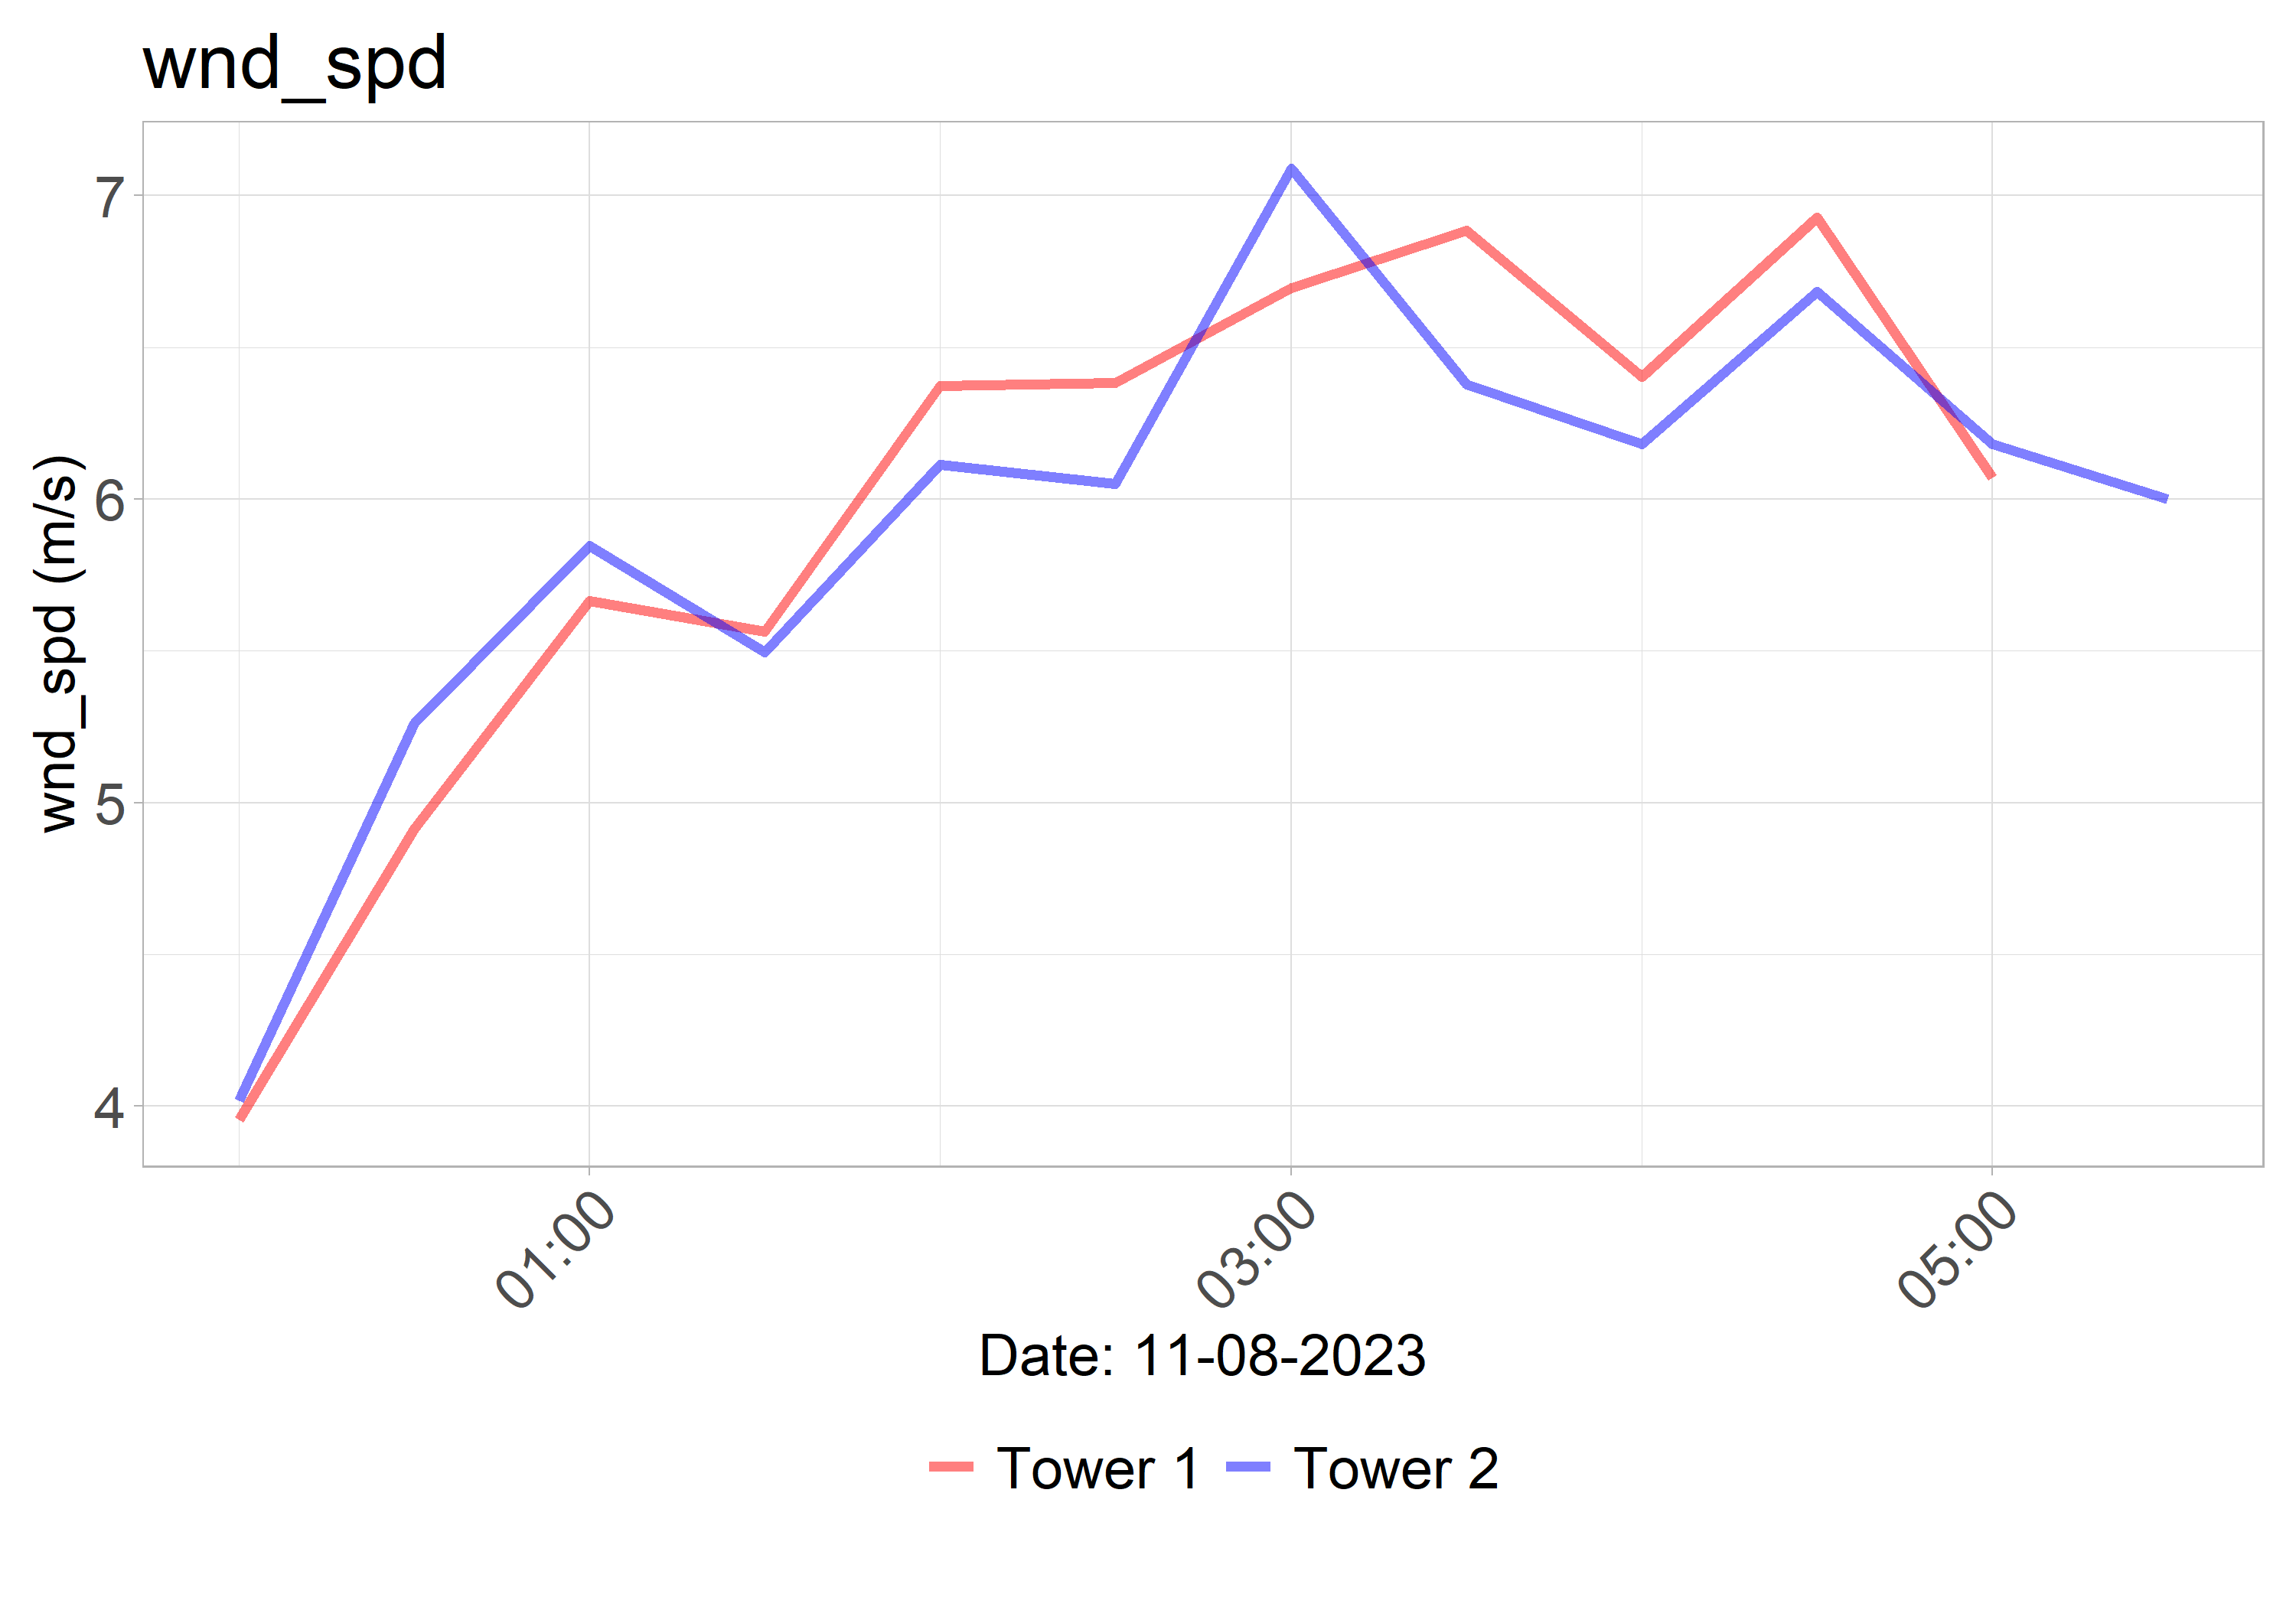 wnd_spd
wnd_spd (m/s)
7
6
5
4
01:00 03:00 05:00
Date: 11-08-2023
Tower 1 Tower 2